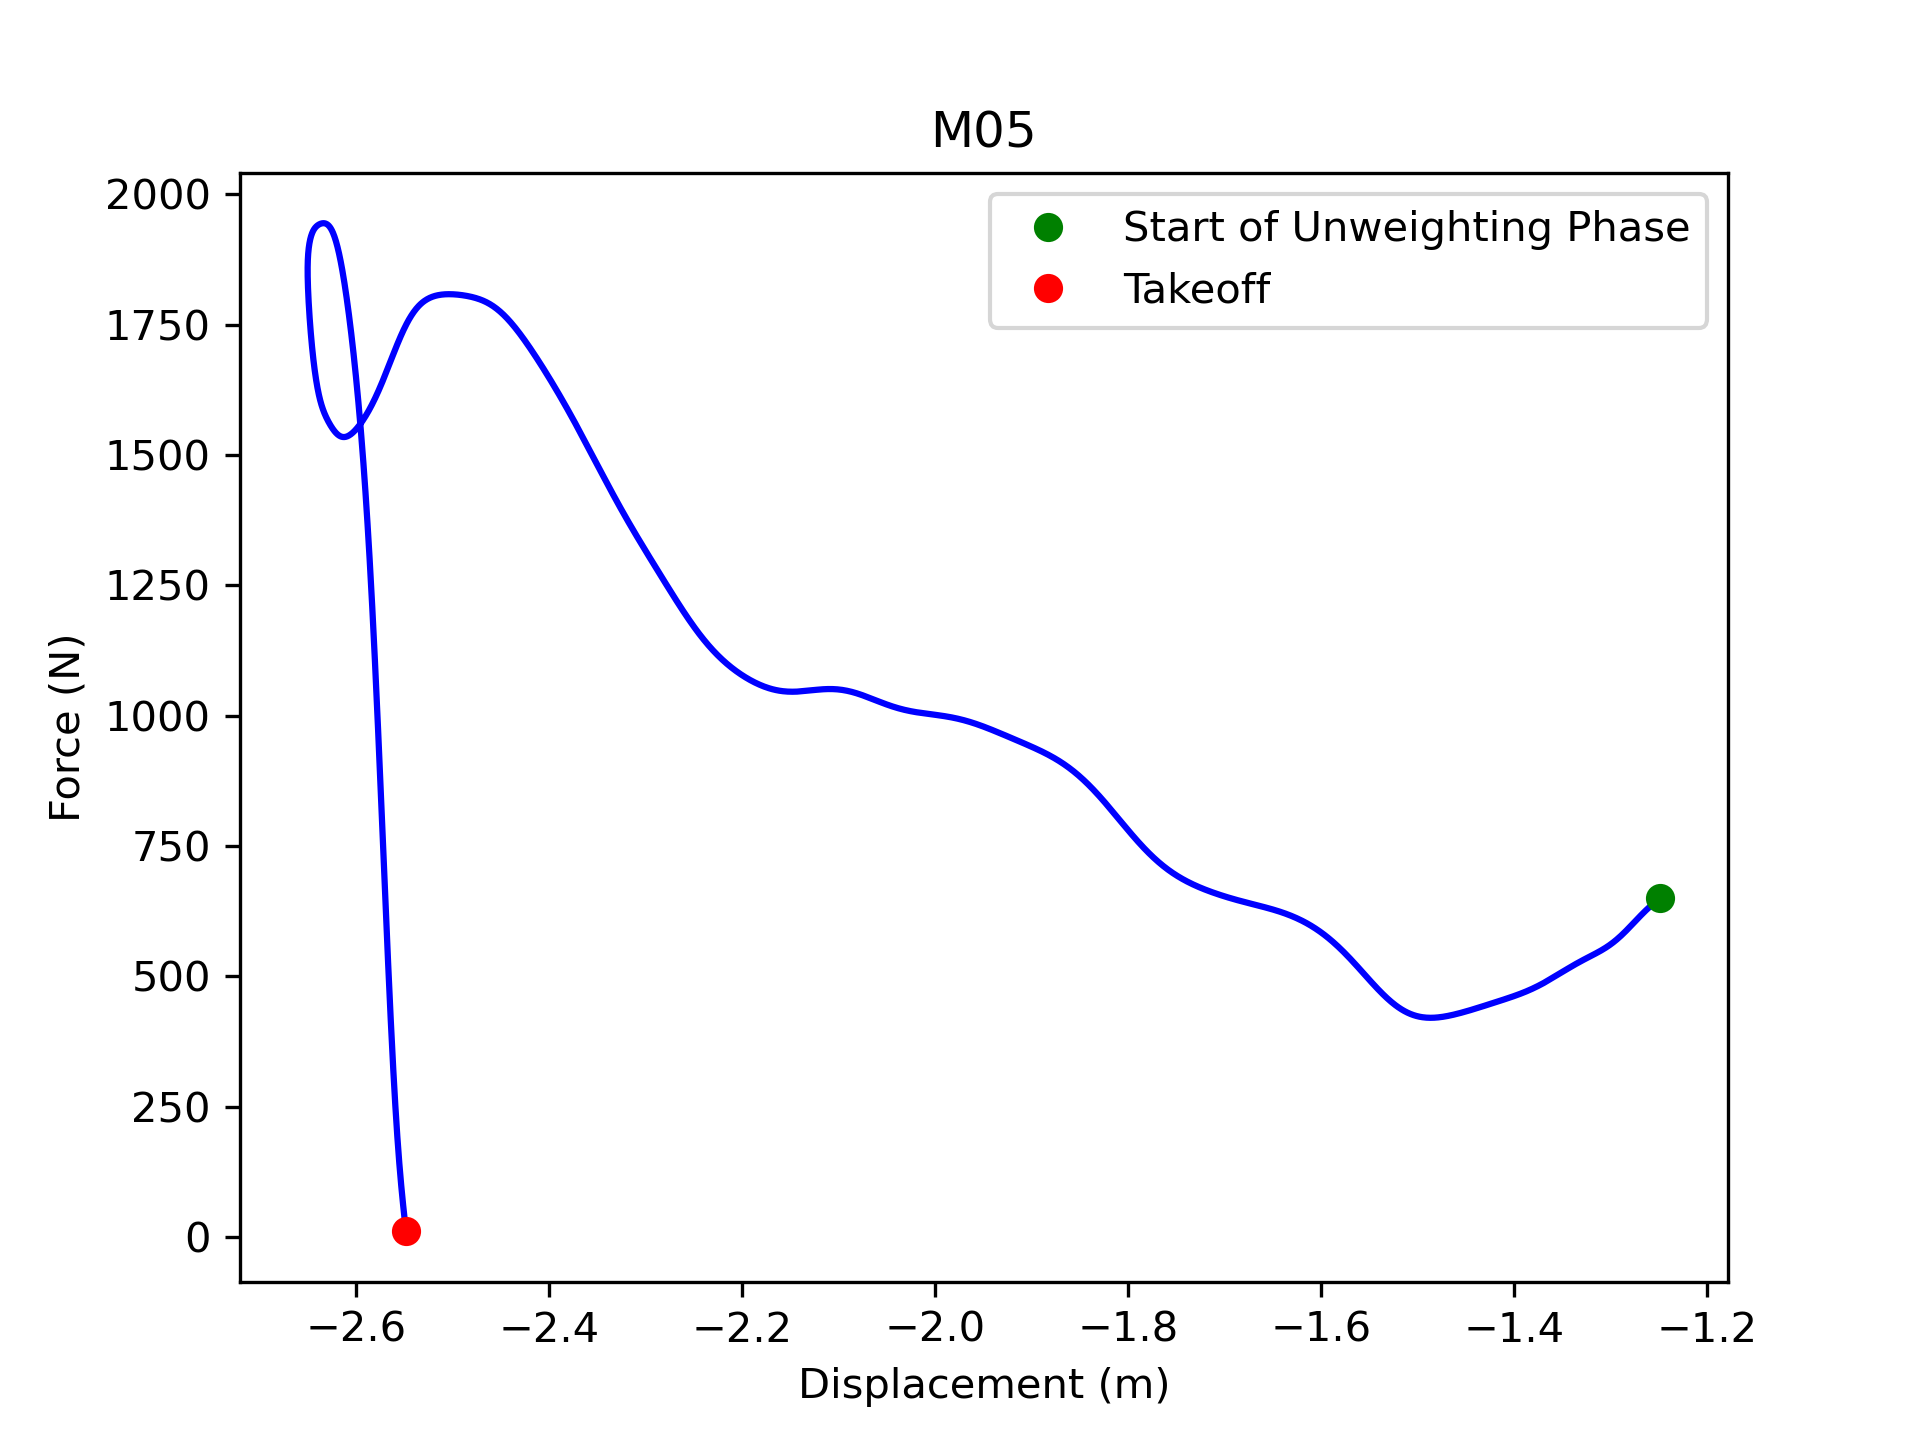 M05
Start of Unweighting Phase
Takeoff
2000
1750
1500
1250
1000
750
500
250
0
Force (N)
−2.6 −2.4 −2.2 −2.0 −1.8 −1.6 −1.4 −1.2
Displacement (m)